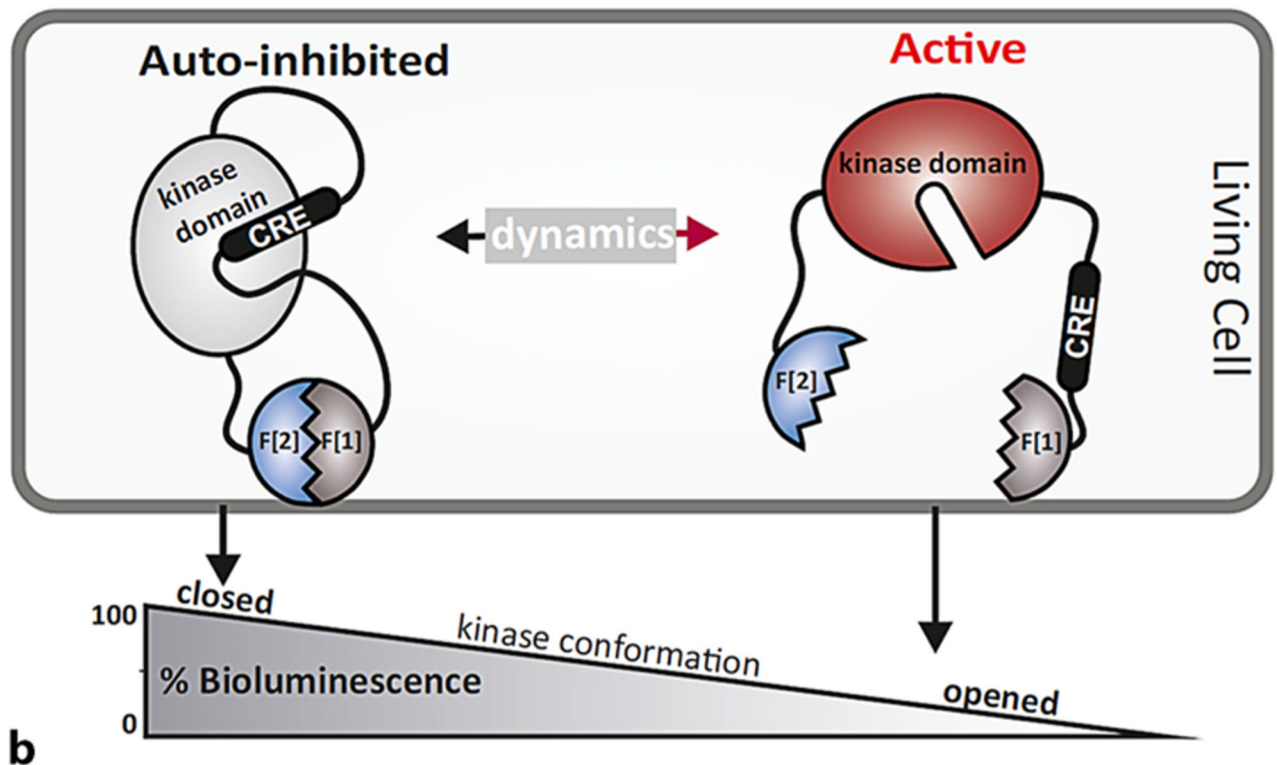 Auto-inhibited
Active
kinase
domain
CRE
F[2]
F[1]
dynamics
kinase domain
CRE
F[2]
F[1]
Living Cell
closed
kinase conformation
opened
100
% Bioluminescence
0
b